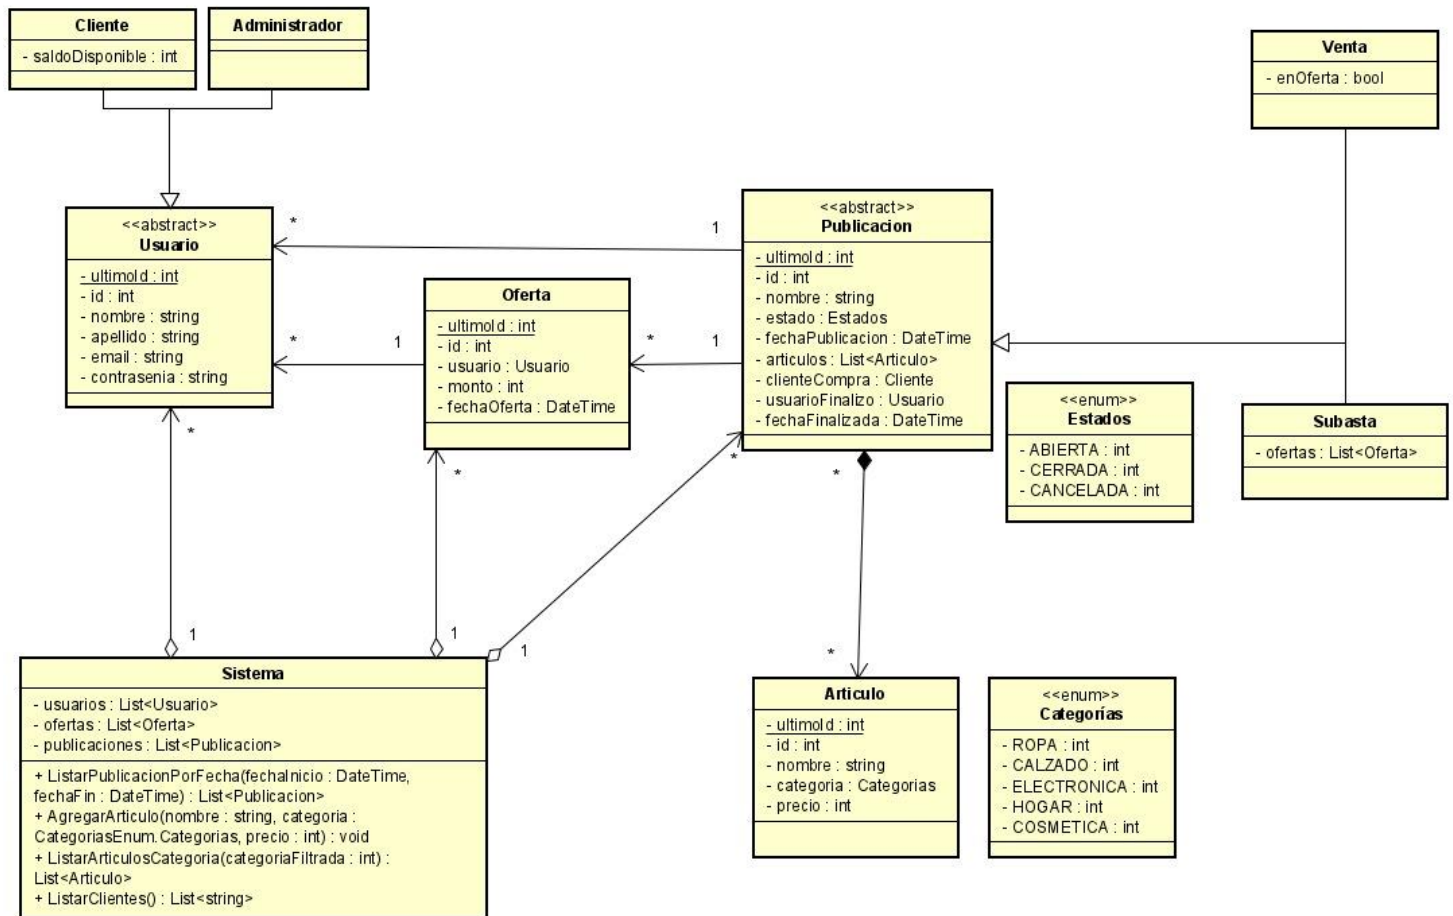 Cliente
- saldoDisponible : int
Administrador
Venta
- enOferta : bool
<<abstract>>
Usuario
- ultimoId : int
- id : int
- nombre : string
- apellido : string
- email : string
- contrasenia : string
*
1
*
1
Oferta
- ultimoId : int
- id : int
- usuario : Usuario
- monto : int
- fechaOferta : DateTime
*
1
<<abstract>>
Publicacion
- ultimoId : int
- id : int
- nombre : string
- estado : Estados
- fechaPublicacion : DateTime
- articulos : List<Articulo>
- clienteCompra : Cliente
- usuarioFinalizo : Usuario
- fechaFinalizada : DateTime
<<enum>>
Estados
- ABIERTA : int
- CERRADA : int
- CANCELADA : int
Subasta
- ofertas : List<Oferta>
*
*
*
*
1
1
1
*
Sistema
- usuarios : List<Usuario>
- ofertas : List<Oferta>
- publicaciones : List<Publicacion>
+ ListarPublicacionPorFecha(fechaInicio : DateTime,
fechaFin : DateTime) : List<Publicacion>
+ AgregarArticulo(nombre : string, categoria :
CategoriasEnum.Categorias, precio : int) : void
+ ListarArticulosCategoria(categoriaFiltrada : int) :
List<Articulo>
+ ListarClientes() : List<string>
Articulo
- ultimoId : int
- id : int
- nombre : string
- categoria : Categorias
- precio : int
<<enum>>
Categorías
- ROPA : int
- CALZADO : int
- ELECTRONICA : int
- HOGAR : int
- COSMETICA : int